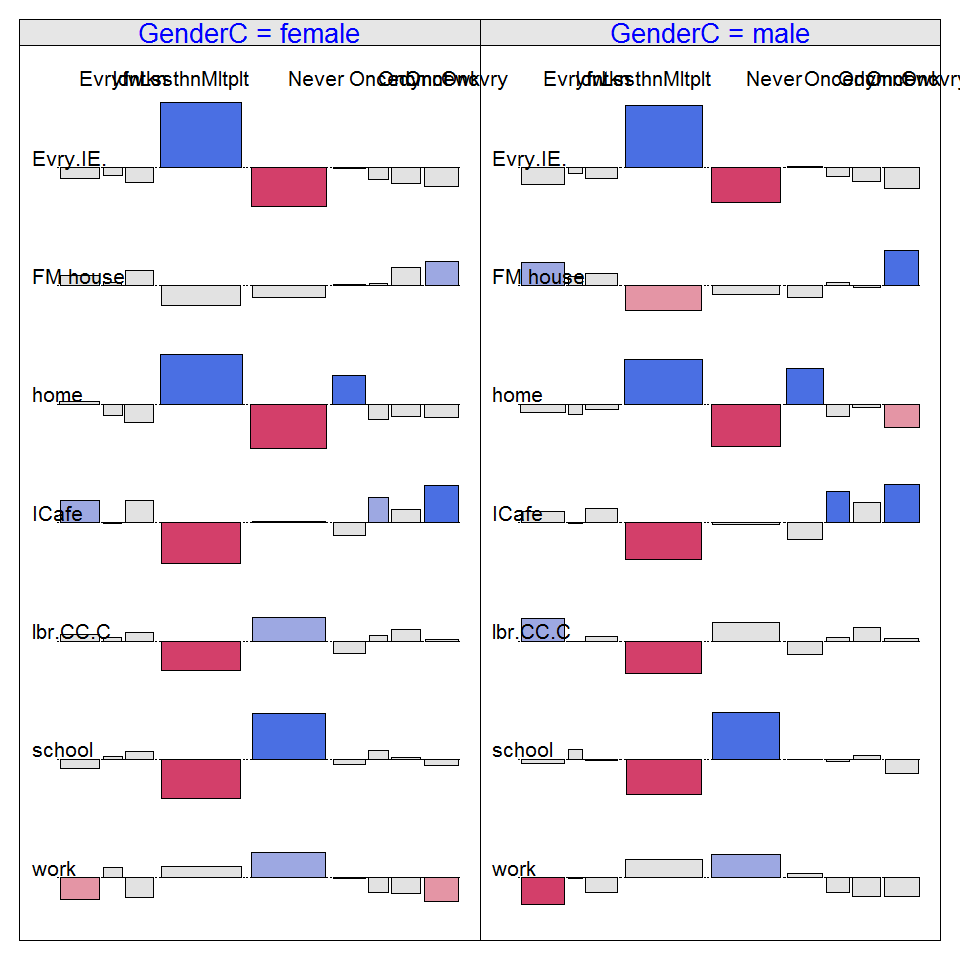 GenderC = female GenderC = male
Never Never
Evry.IE. Evry.IE.
FM house FM house
home home
ICafe ICafe
lbr.CC.C lbr.CC.C
school school
work work